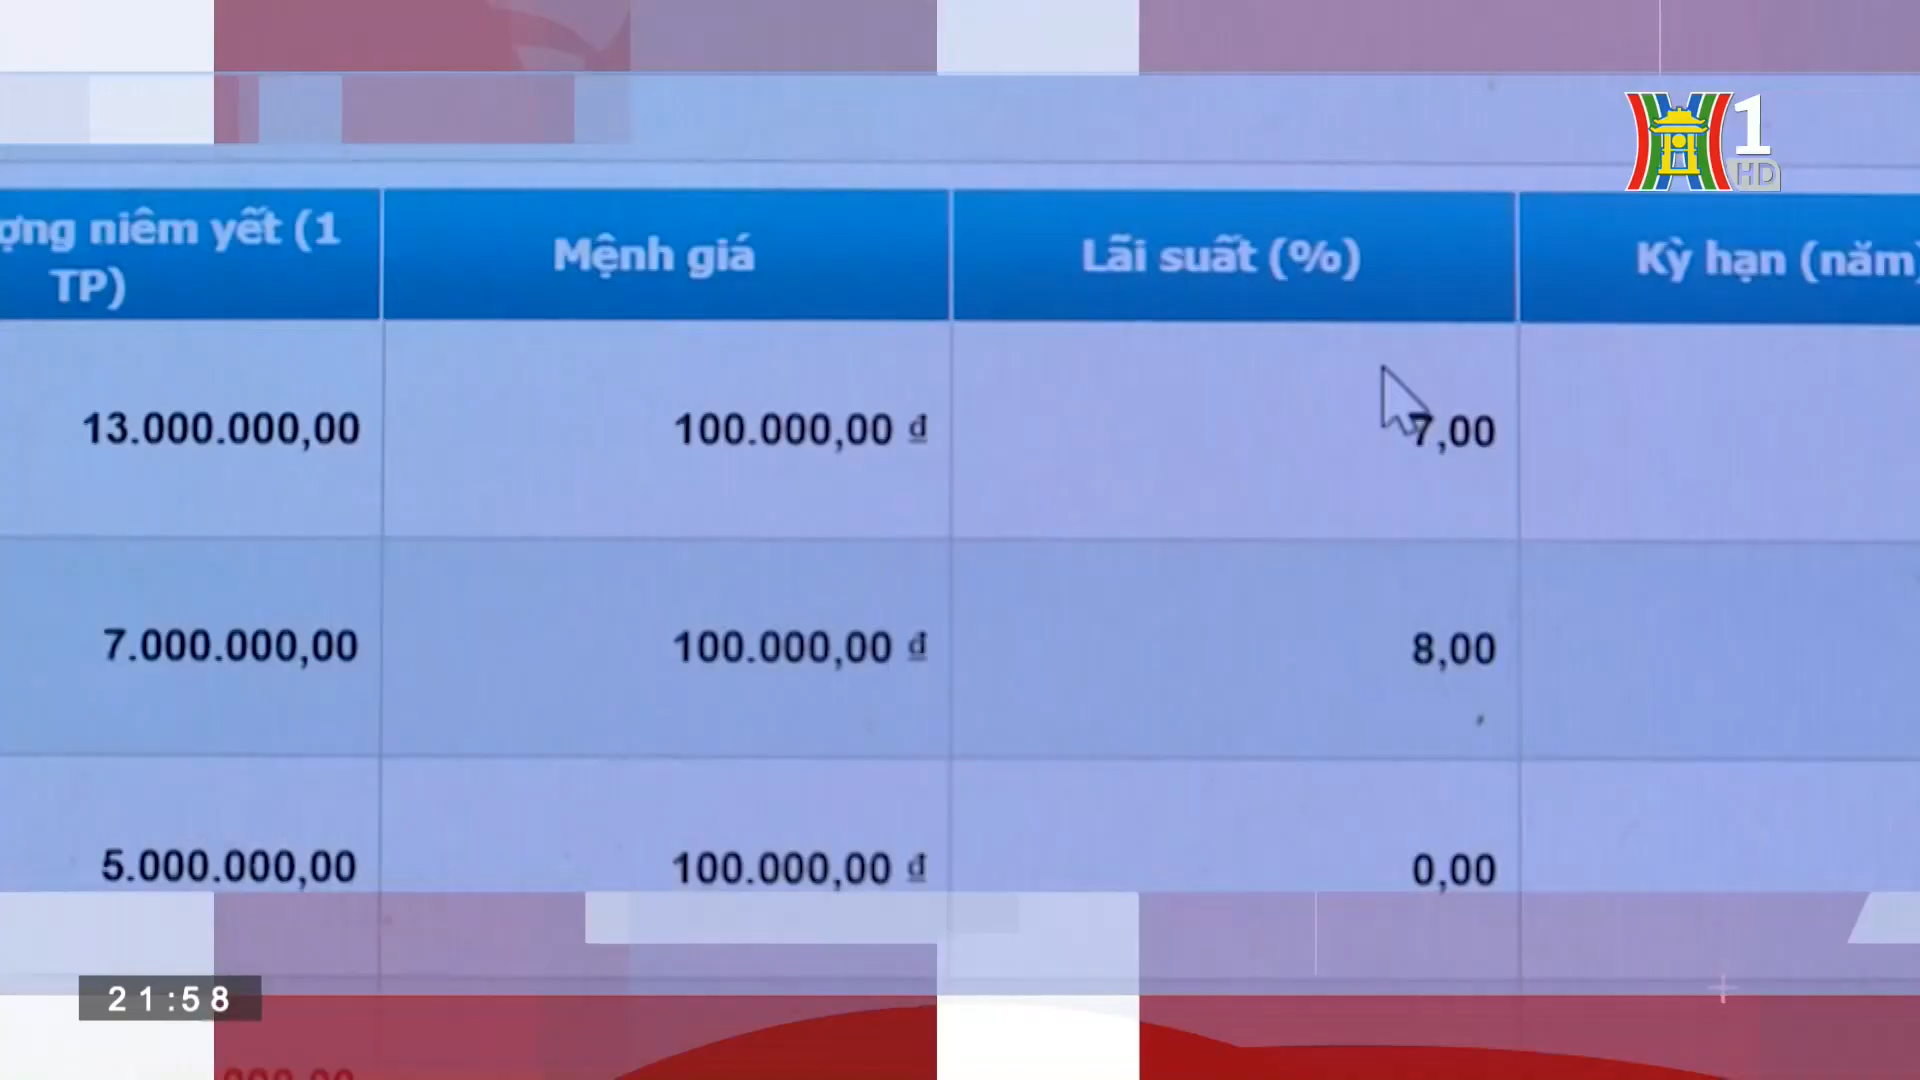 1
HD
ợng niêm yết (1
TP)
Mệnh giá
Lãi suất (%)
Kỳ hạn (năm)
13.000.000,00
100.000,00 ₫
7,00
7.000.000,00
100.000,00 ₫
8,00
5.000.000,00
100.000,00 ₫
0,00
21:58